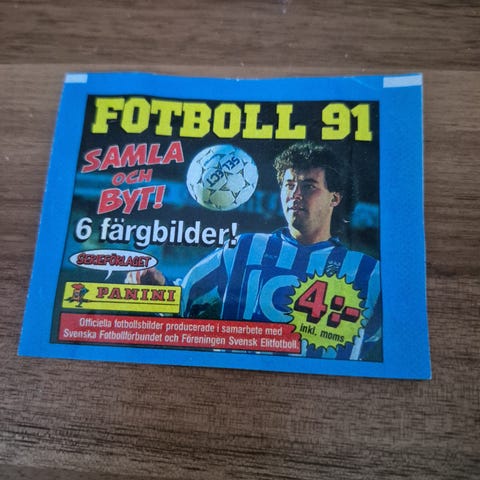 FOTBOLL 91
SAMLA
OCH
BYT!
SELECT
6 färgbilder!
SERIEFÖRLAGET
PANINI
4:-
inkl. moms
Officiella fotbollsbilder producerade i samarbete med
Svenska Fotbollförbundet och Föreningen Svensk Elitfotboll.